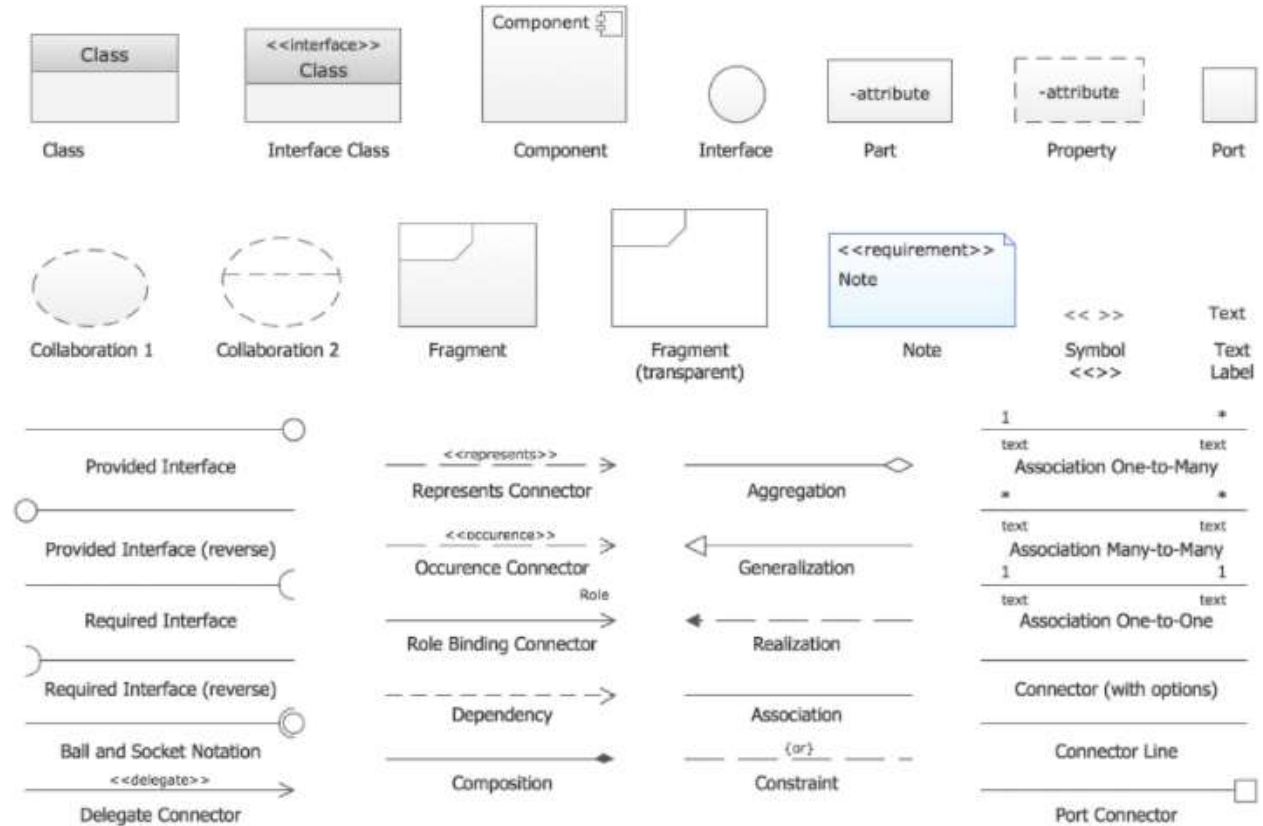 Class
<<interface>>
Class
Component
-attribute
-attribute
Class
Interface Class
Component
Interface
Part
Property
Port
<<requirement>>
Note
<< >>
Text
Collaboration 1
Collaboration 2
Fragment
Fragment
(transparent)
Note
Symbol
<<>>
Text
Label
Provided Interface
Provided Interface (reverse)
Required Interface
Required Interface (reverse)
Ball and Socket Notation
<<delegate>>
Delegate Connector
<<represents>>
Represents Connector
<<occurence>>
Occurence Connector
Role
Role Binding Connector
Dependency
Composition
Aggregation
Generalization
Realization
Association
{or}
Constraint
1 *
text text
Association One-to-Many
* *
text text
Association Many-to-Many
1 1
text text
Association One-to-One
Connector (with options)
Connector Line
Port Connector